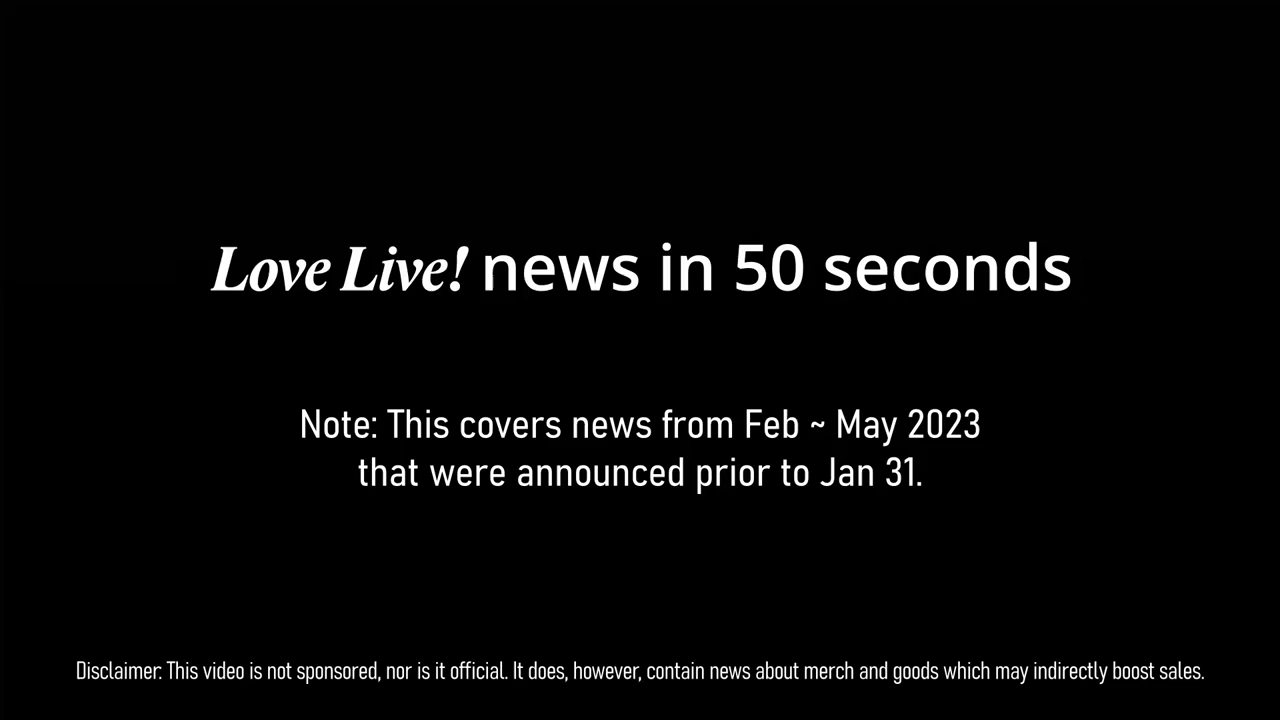 Love Live! news in 50 seconds
Note: This covers news from Feb ~ May 2023
that were announced prior to Jan 31.
Disclaimer: This video is not sponsored, nor is it official. It does, however, contain news about merch and goods which may indirectly boost sales.